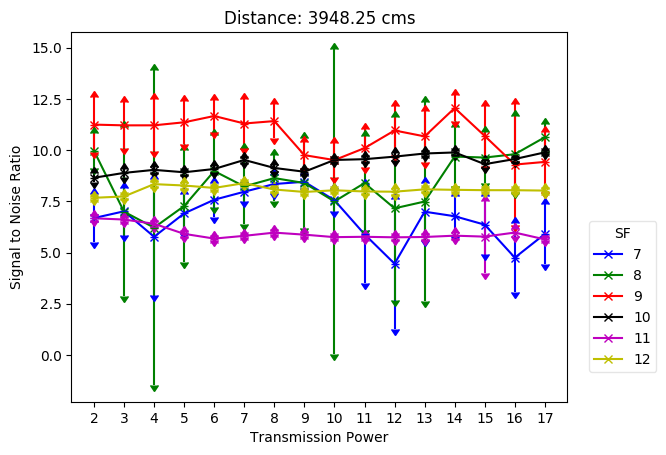 Distance: 3948.25 cms
Signal to Noise Ratio
15.0
12.5
10.0
7.5
5.0
2.5
0.0
2 3 4 5 6 7 8 9 10 11 12 13 14 15 16 17
Transmission Power
SF
7
8
9
10
11
12